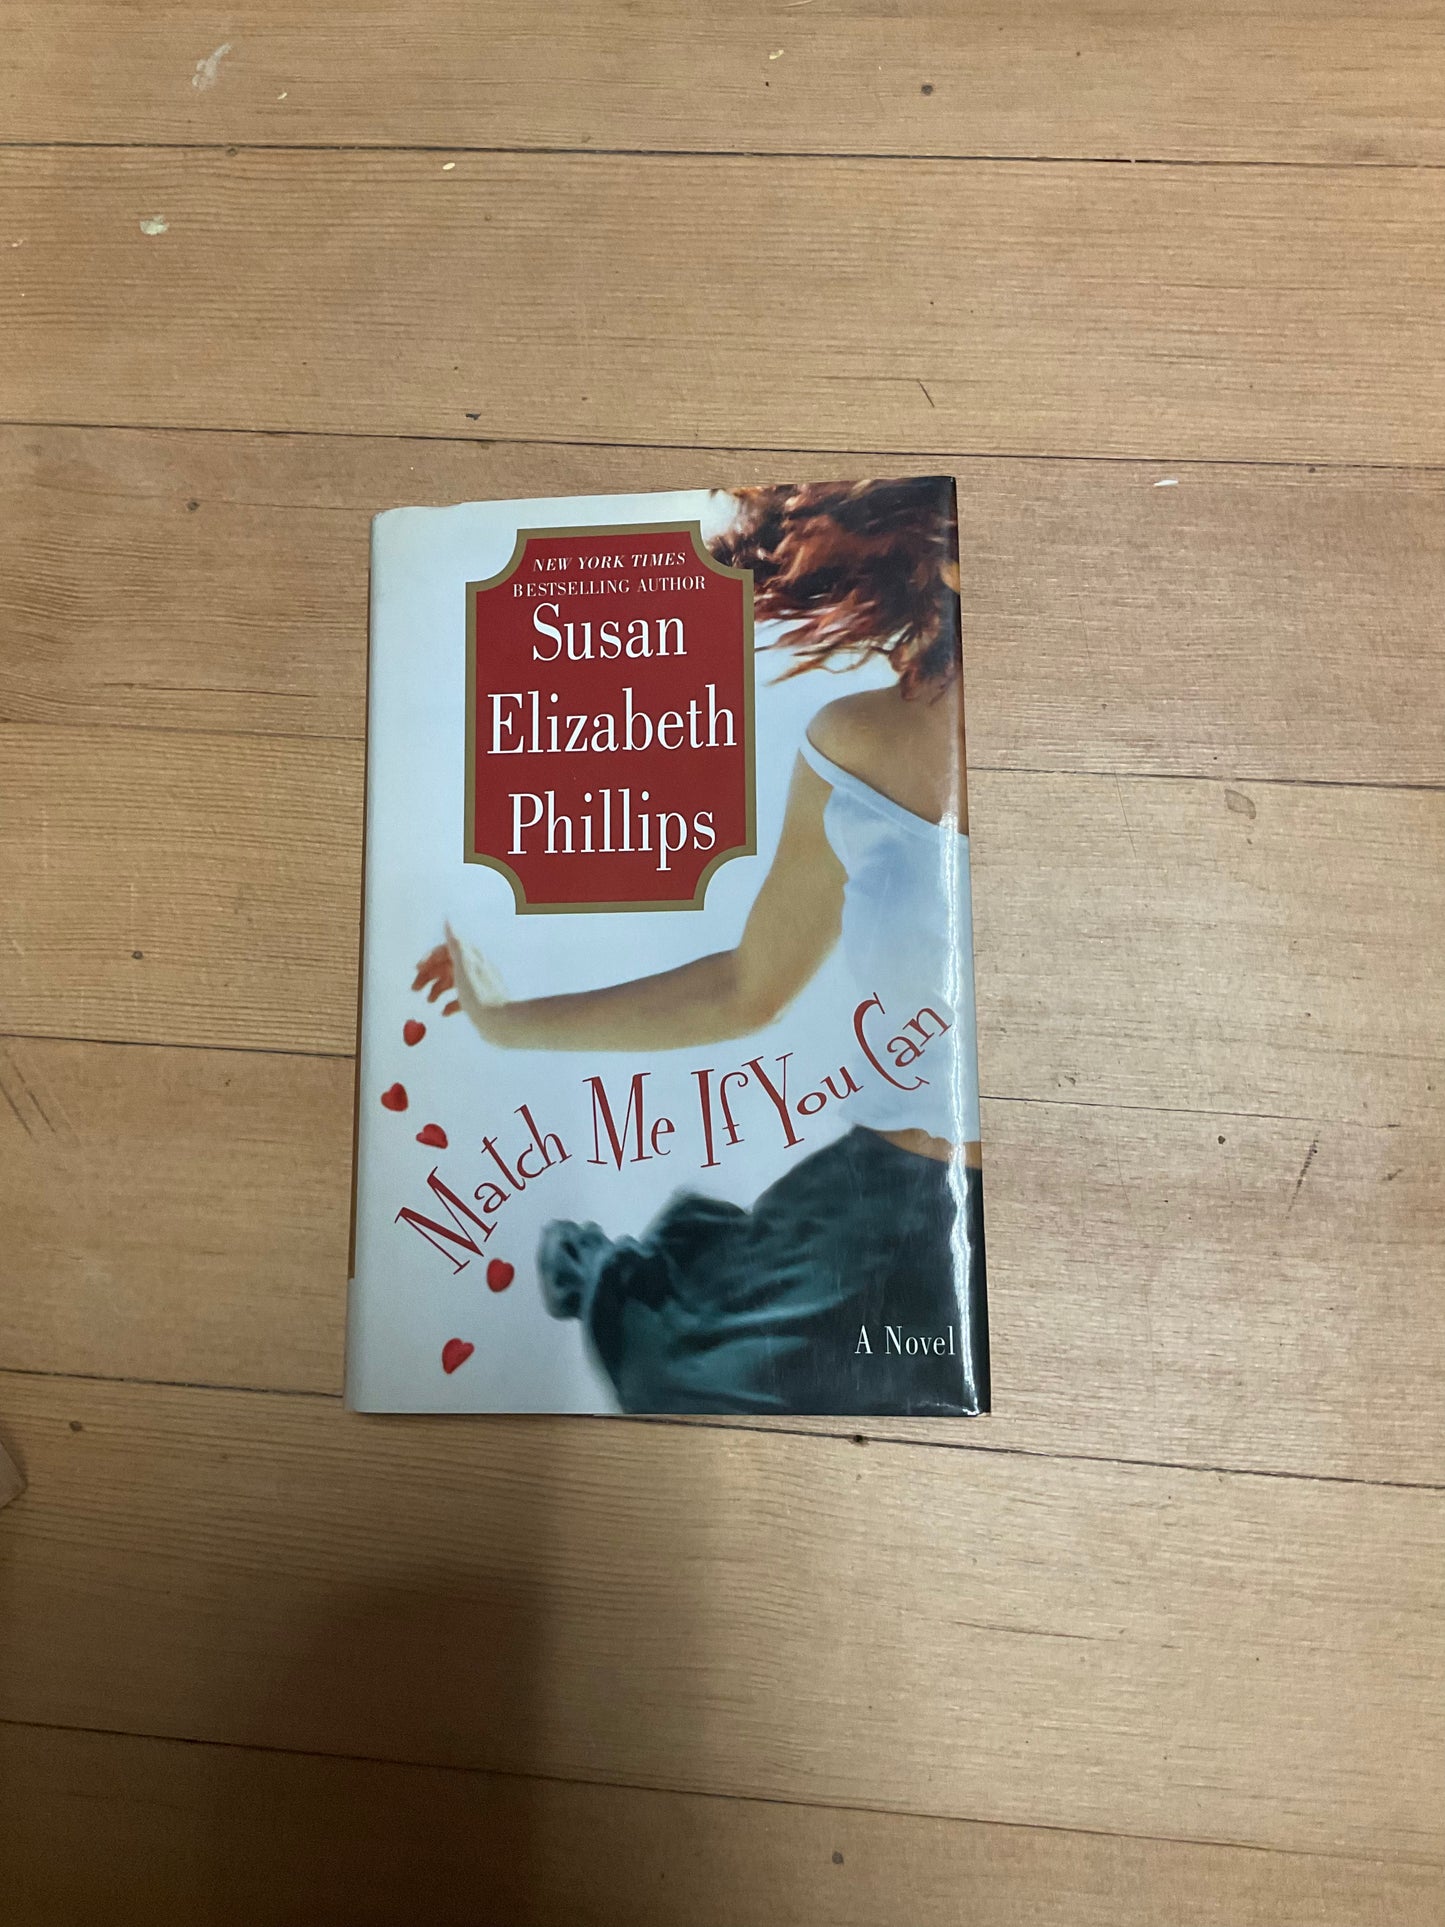 NEW YORK TIMES
BESTSELLING AUTHOR
Susan
Elizabeth
Phillips
Match Me If You Can
A Novel